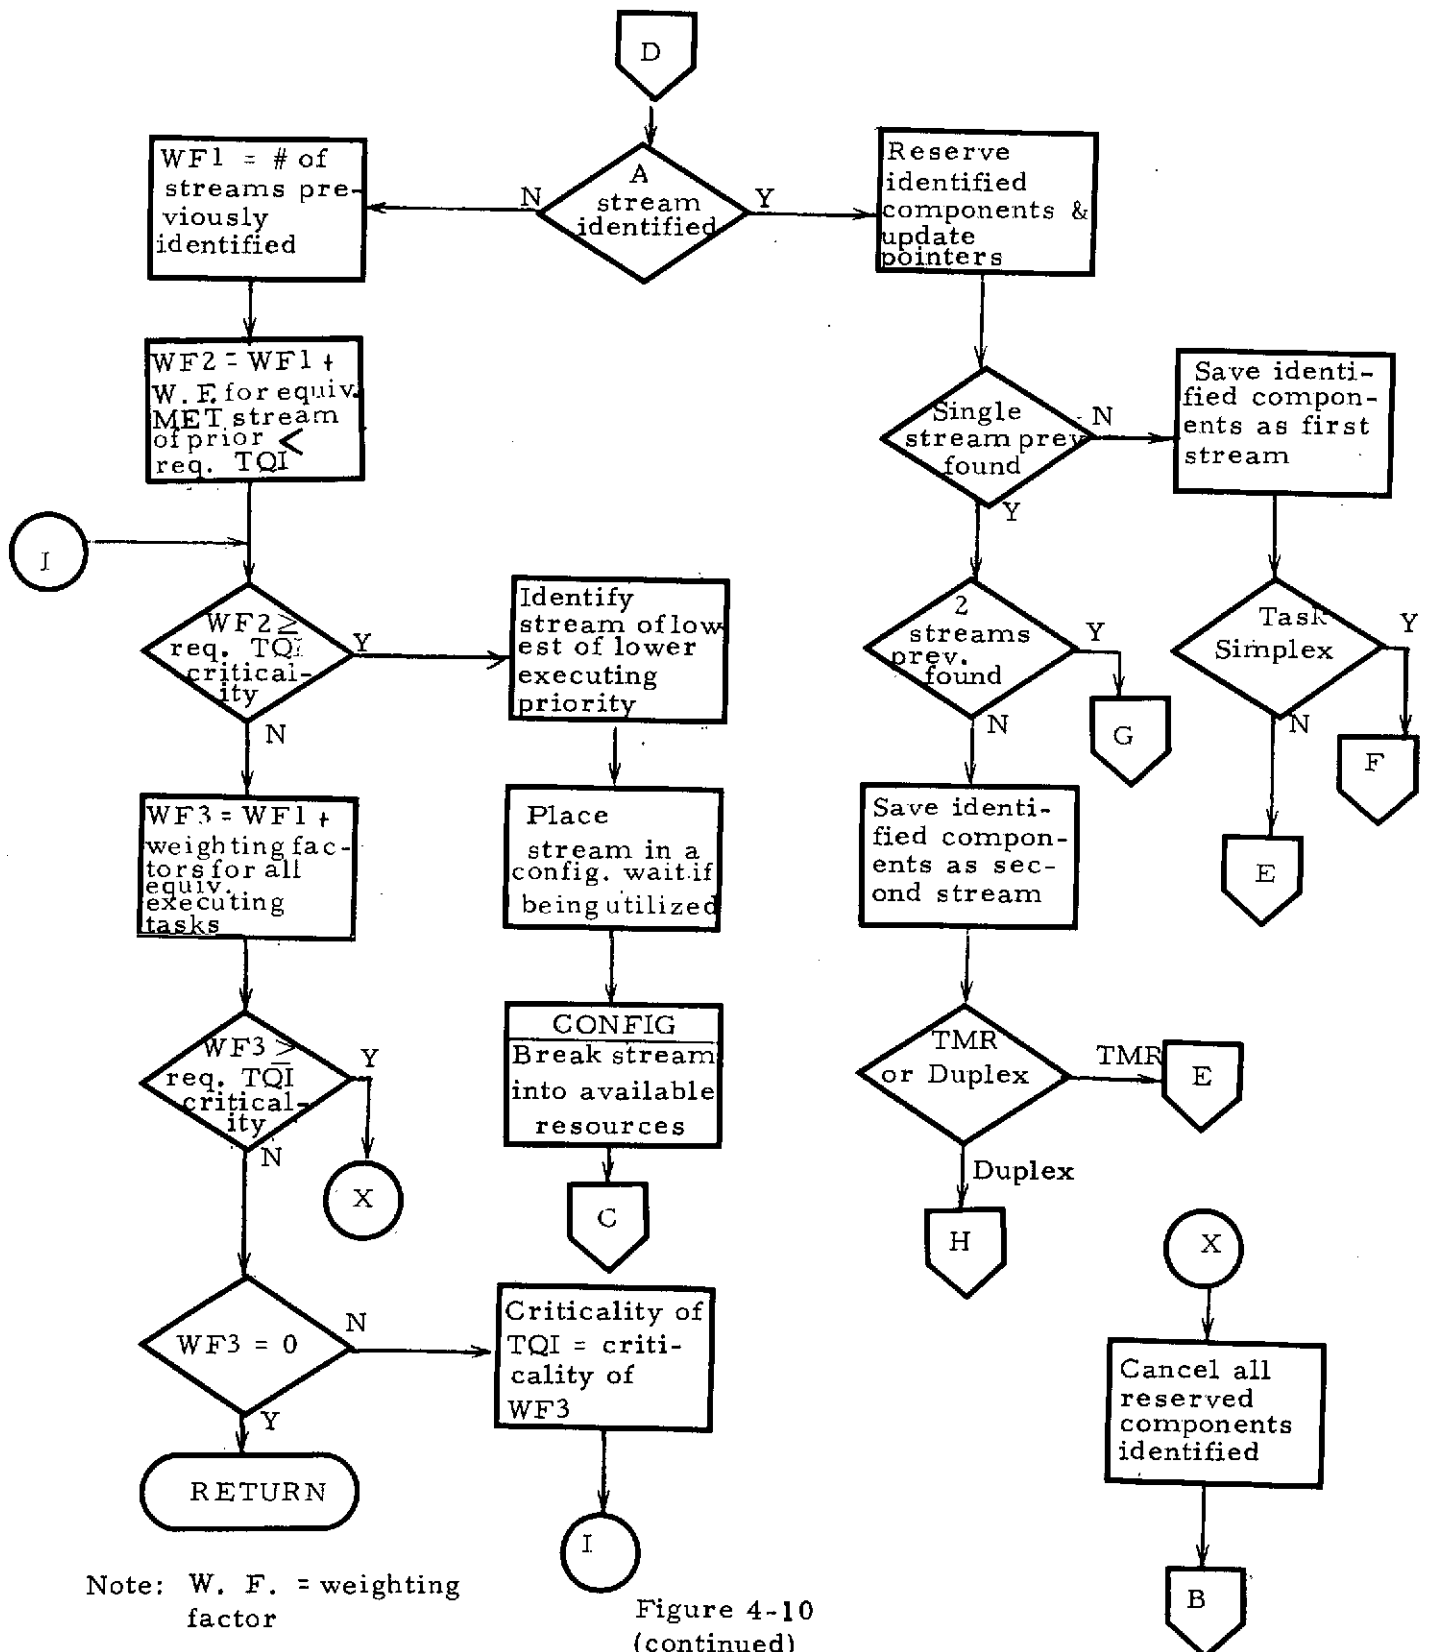 D
WF1 = # of
streams pre-
viously
identified
N
A
stream
identified
Y
Reserve
identified
components &
update
pointers
WF2 = WF1 +
W. F. for equiv.
MET stream
of prior <
req. TQI
Single
stream prev
found
N
Y
Save identi-
fied compon-
ents as first
stream
I
WF2 ≥
req. TQI
critical-
ity
Y
N
Identify
stream of low-
est of lower
executing
priority
2
streams
prev.
found
Y
N
G
Task
Simplex
Y
N
F
E
WF3 = WF1 +
weighting fac-
tors for all
equiv.
executing
tasks
Place
stream in a
config. wait if
being utilized
Save identi-
fied compon-
ents as sec-
ond stream
WF3 ≥
req. TQI
critical-
ity
Y
N
X
CONFIG
Break stream
into available
resources
C
TMR
or Duplex
TMR
E
Duplex
H
WF3 = 0
N
Y
Criticality of
TQI = criti-
cality of
WF3
RETURN
I
X
Cancel all
reserved
components
identified
B
Note: W. F. = weighting
factor
Figure 4-10
(continued)